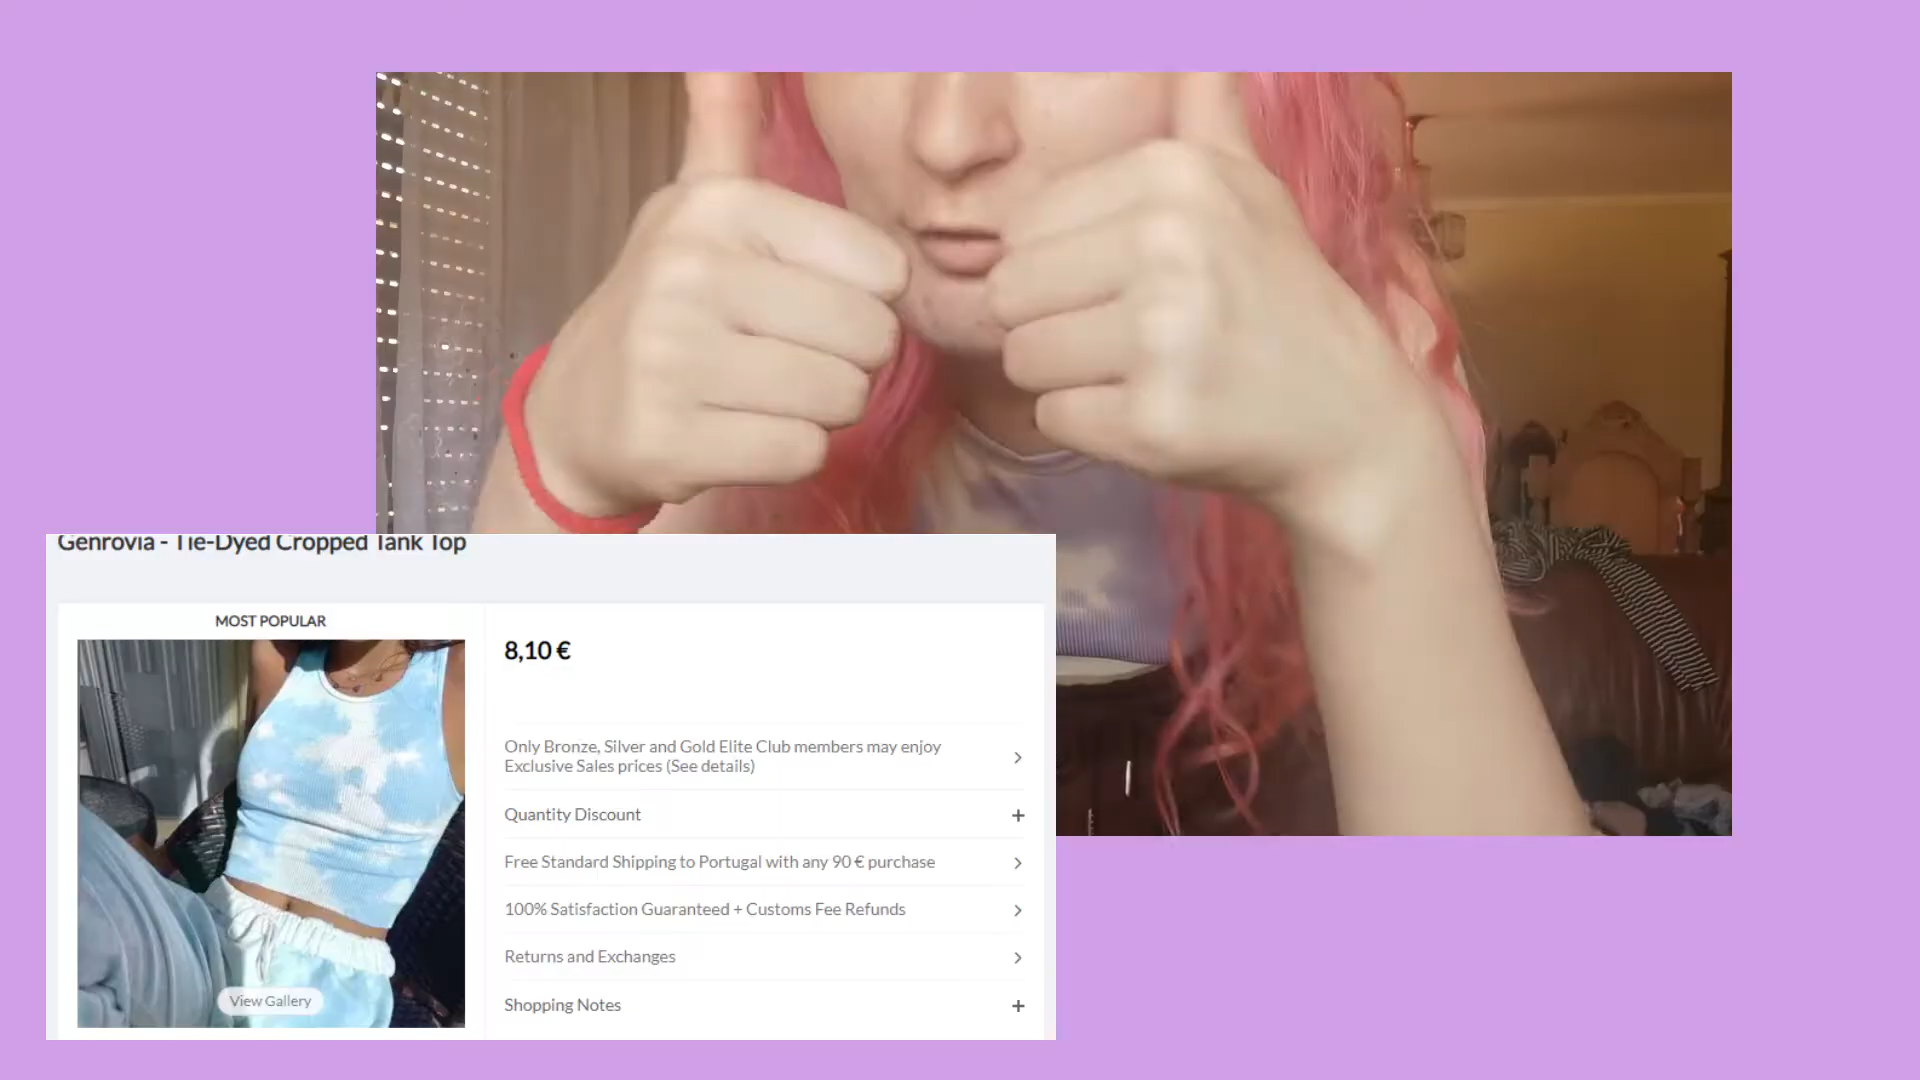 Genrovia - Tie-Dyed Cropped Tank Top
MOST POPULAR
8,10 €
Only Bronze, Silver and Gold Elite Club members may enjoy
Exclusive Sales prices (See details)
Quantity Discount
Free Standard Shipping to Portugal with any 90 € purchase
100% Satisfaction Guaranteed + Customs Fee Refunds
Returns and Exchanges
View Gallery
Shopping Notes